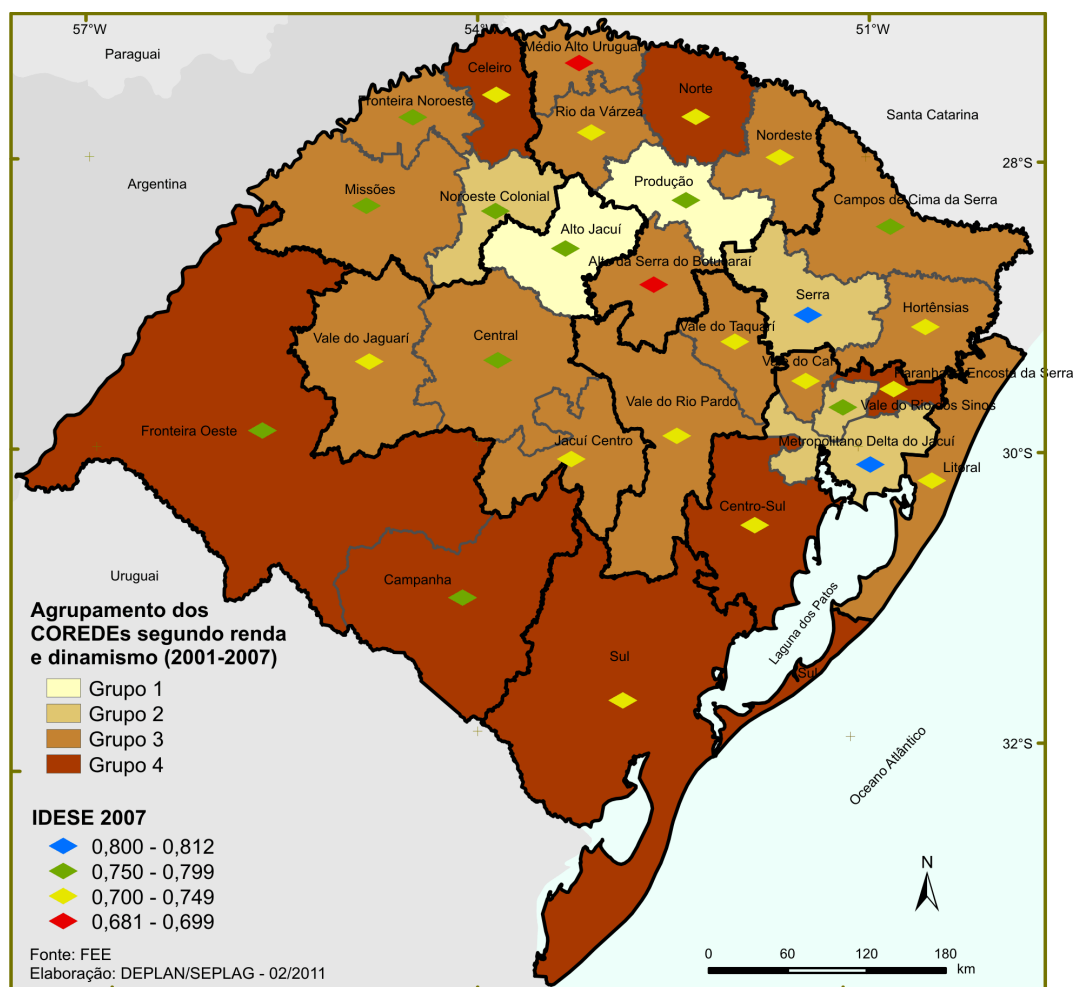 57°W
54°W
51°W
Paraguai
Médio Alto Uruguai
Celeiro
Norte
Fronteira Noroeste
Rio da Várzea
Santa Catarina
Nordeste
28°S
Argentina
Missões
Produção
Noroeste Colonial
Campos de Cima da Serra
Alto Jacuí
Alto da Serra do Botucaraí
Serra
Hortênsias
Vale do Taquari
Vale do Jaguarí
Central
Vale do Caí
Paranhana Encosta da Serra
Vale do Rio Pardo
Vale do Rio dos Sinos
Fronteira Oeste
Jacuí Centro
Metropolitano Delta do Jacuí
30°S
Litoral
Centro-Sul
Uruguai
Campanha
Laguna dos Patos
Sul
Sul
32°S
Oceano Atlântico
Agrupamento dos
COREDEs segundo renda
e dinamismo (2001-2007)
Grupo 1
Grupo 2
Grupo 3
Grupo 4
IDESE 2007
0,800 - 0,812
0,750 - 0,799
0,700 - 0,749
0,681 - 0,699
Fonte: FEE
Elaboração: DEPLAN/SEPLAG - 02/2011
N
0 60 120 180
km